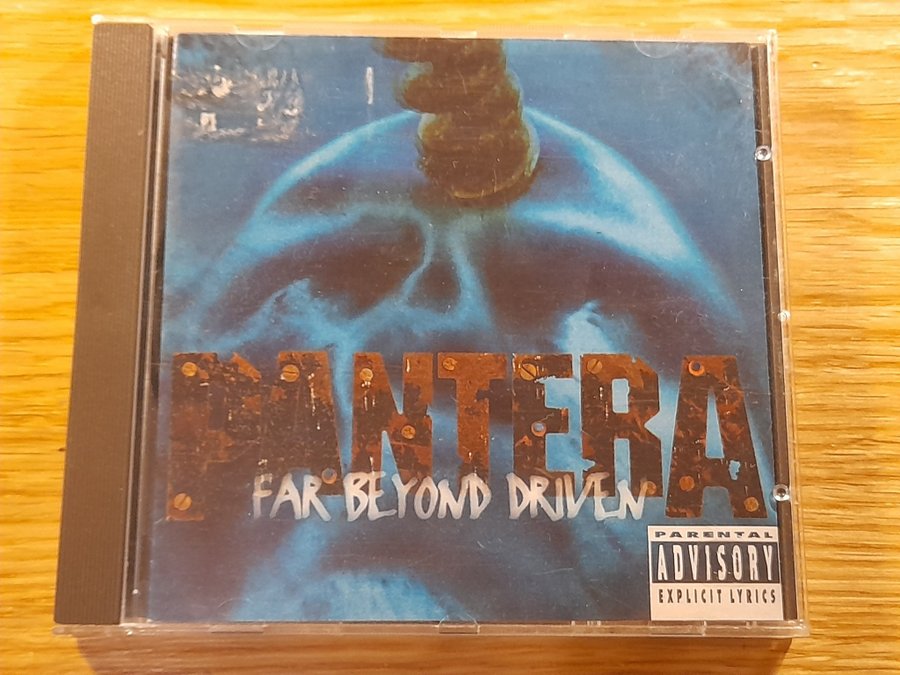 PANTERA
FAR BEYOND DRIVEN
PARENTAL
ADVISORY
EXPLICIT LYRICS